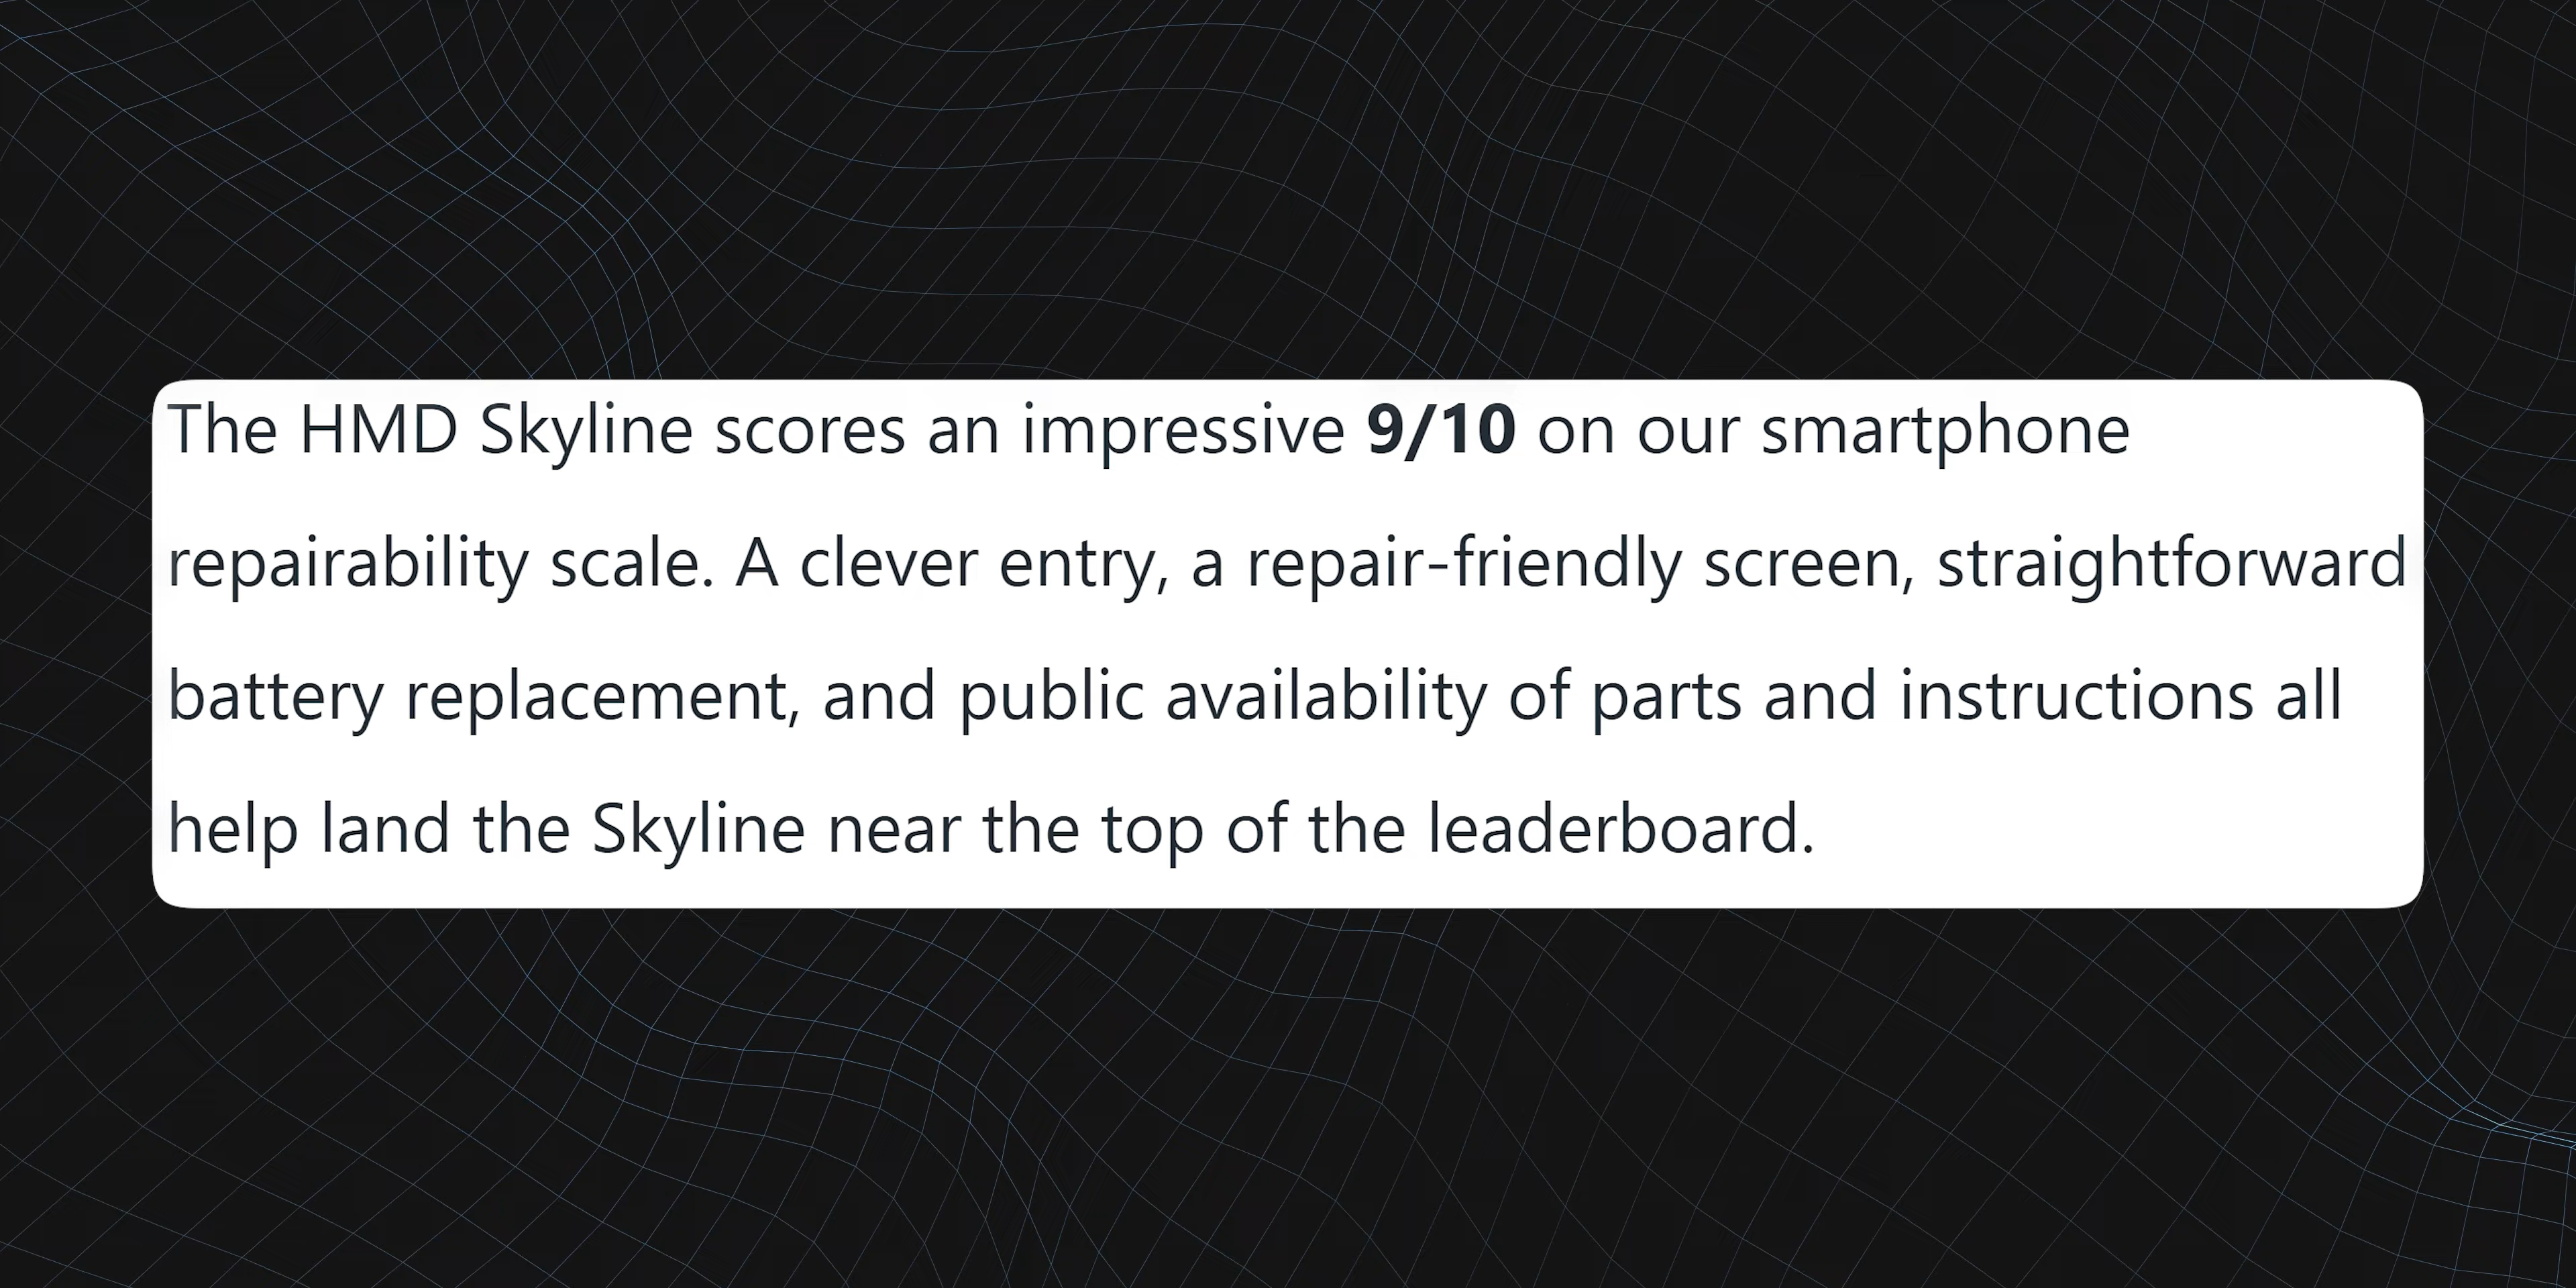 The HMD Skyline scores an impressive 9/10 on our smartphone
repairability scale. A clever entry, a repair-friendly screen, straightforward
battery replacement, and public availability of parts and instructions all
help land the Skyline near the top of the leaderboard.